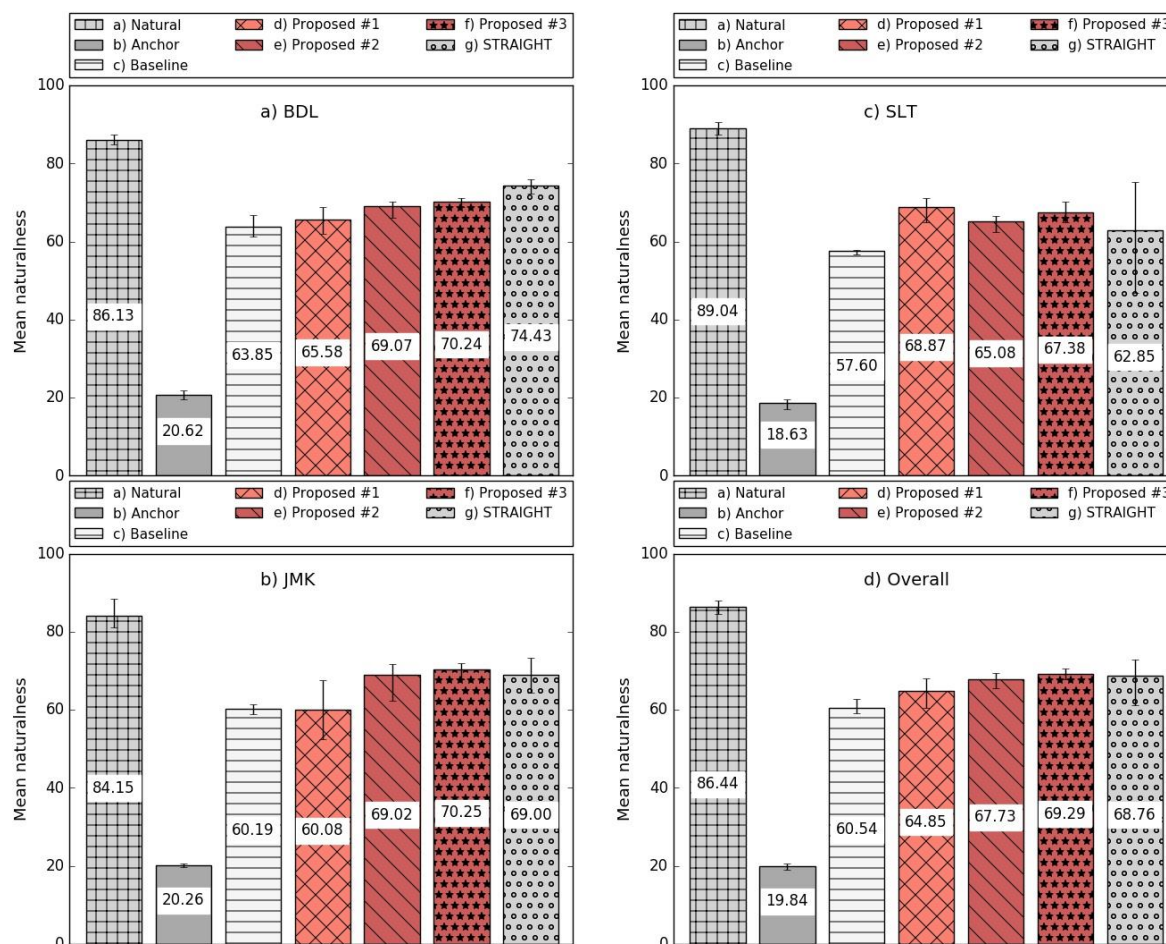 a) Natural d) Proposed #1 f) Proposed #3
b) Anchor e) Proposed #2 g) STRAIGHT
c) Baseline
a) BDL
Mean naturalness
100
80
60
40
20
0
86.13
20.62
63.85
65.58
69.07
70.24
74.43
a) Natural d) Proposed #1 f) Proposed #3
b) Anchor e) Proposed #2 g) STRAIGHT
c) Baseline
c) SLT
Mean naturalness
100
80
60
40
20
0
89.04
18.63
57.60
68.87
65.08
67.38
62.85
a) Natural d) Proposed #1 f) Proposed #3
b) Anchor e) Proposed #2 g) STRAIGHT
c) Baseline
b) JMK
Mean naturalness
100
80
60
40
20
0
84.15
20.26
60.19
60.08
69.02
70.25
69.00
a) Natural d) Proposed #1 f) Proposed #3
b) Anchor e) Proposed #2 g) STRAIGHT
c) Baseline
d) Overall
Mean naturalness
100
80
60
40
20
0
86.44
19.84
60.54
64.85
67.73
69.29
68.76